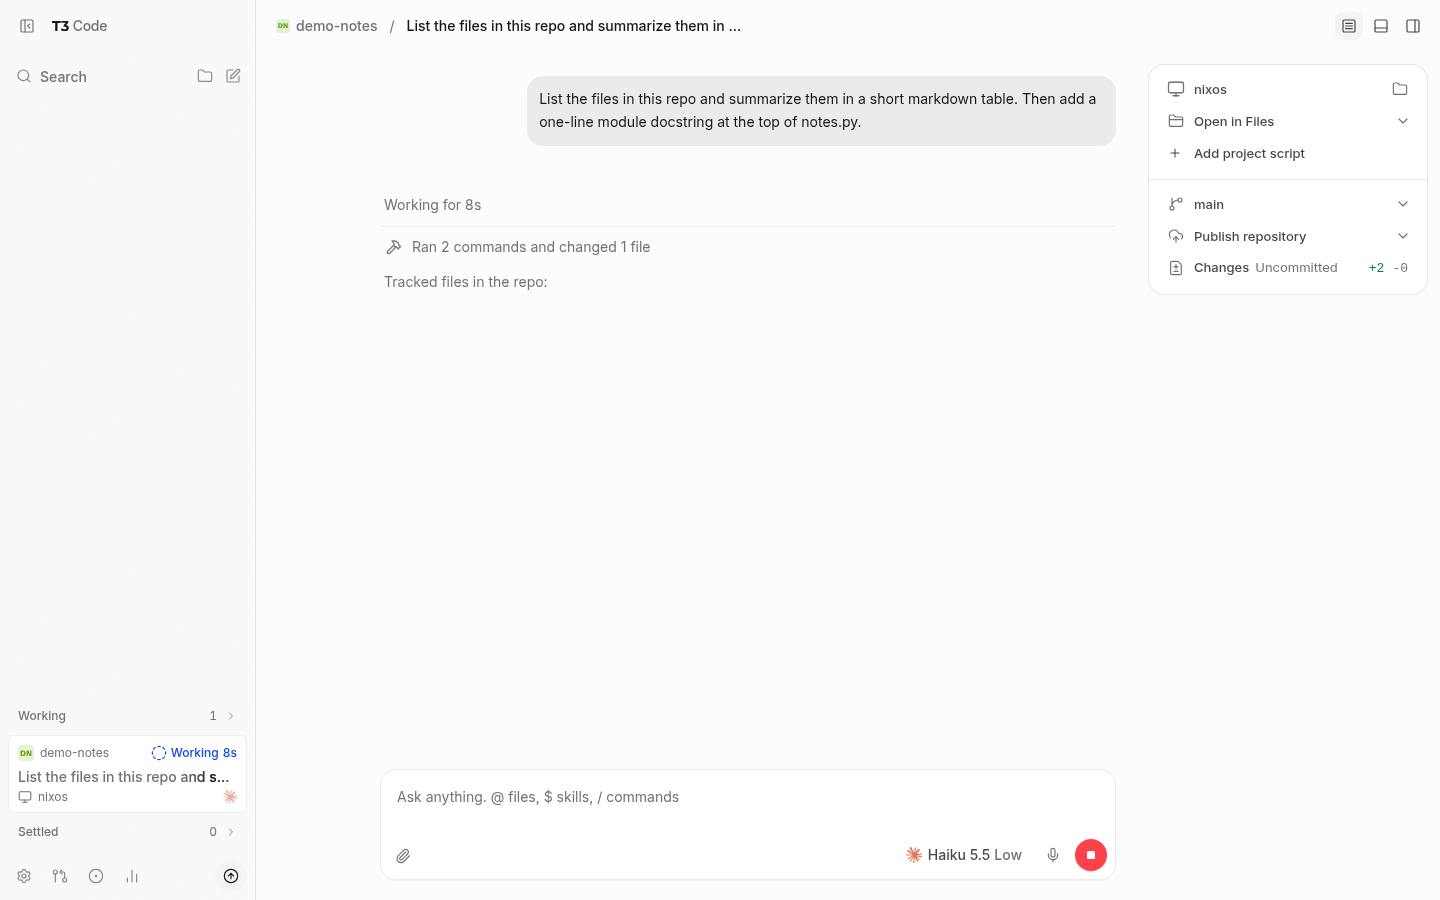 T3 Code
Search
Working 1
DN demo-notes Working 8s
List the files in this repo and s...
nixos
Settled 0
DN demo-notes / List the files in this repo and summarize them in ...
List the files in this repo and summarize them in a short markdown table. Then add a
one-line module docstring at the top of notes.py.
Working for 8s
Ran 2 commands and changed 1 file
Tracked files in the repo:
Ask anything. @ files, $ skills, / commands
Haiku 5.5 Low
nixos
Open in Files
Add project script
main
Publish repository
Changes Uncommitted +2 -0